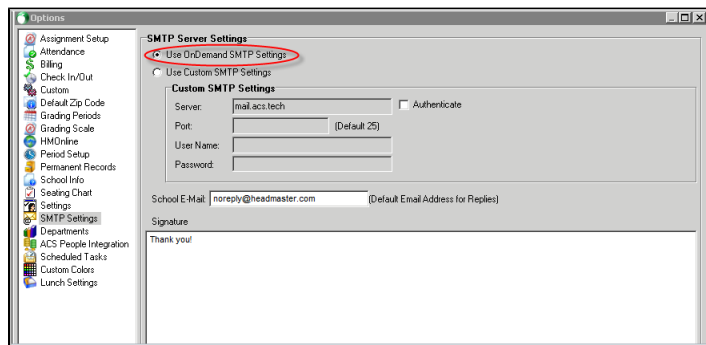 Options
Assignment Setup
Attendance
Billing
Check In/Out
Custom
Default Zip Code
Grading Periods
Grading Scale
HMOnline
Period Setup
Permanent Records
School Info
Seating Chart
Settings
SMTP Settings
Departments
ACS People Integration
Scheduled Tasks
Custom Colors
Lunch Settings
SMTP Server Settings
Use OnDemand SMTP Settings
Use Custom SMTP Settings
Custom SMTP Settings
Server: mail.acs.tech Authenticate
Port: (Default 25)
User Name:
Password:
School E-Mail: noreply@headmaster.com (Default Email Address for Replies)
Signature
Thank you!